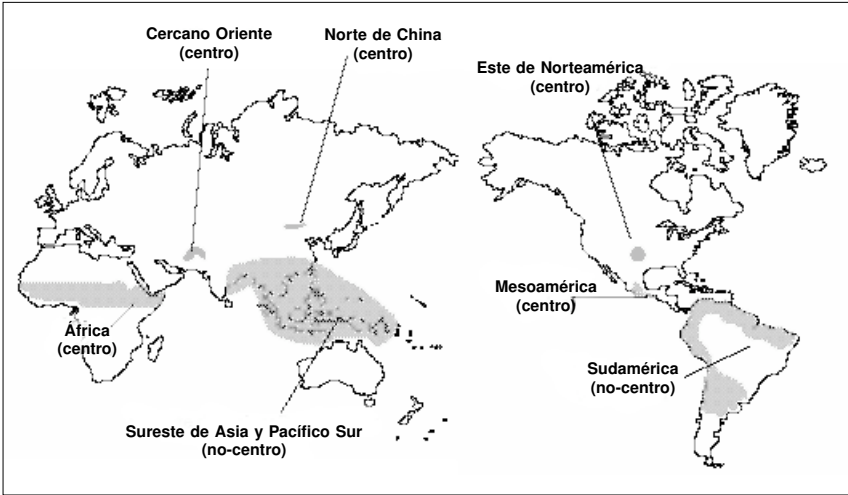 Cercano Oriente
(centro)
Norte de China
(centro)
Este de Norteamérica
(centro)
Mesoamérica
(centro)
África
(centro)
Sudamérica
(no-centro)
Sureste de Asia y Pacífico Sur
(no-centro)